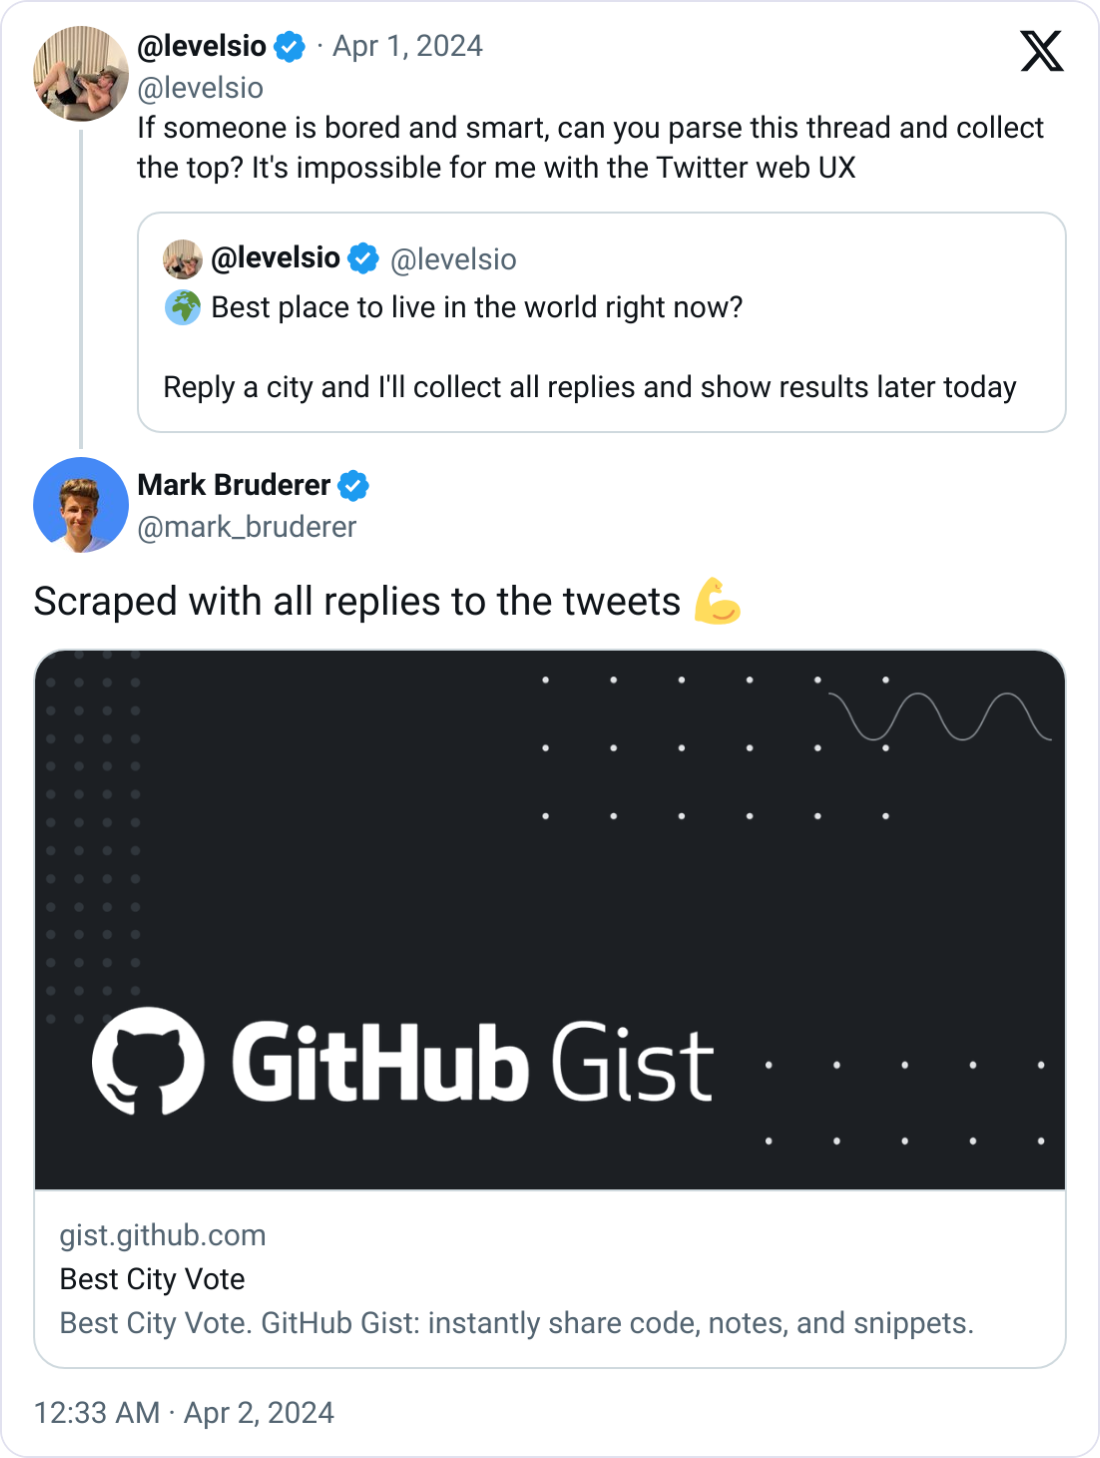 @levelsio · Apr 1, 2024
@levelsio
If someone is bored and smart, can you parse this thread and collect
the top? It's impossible for me with the Twitter web UX
@levelsio @levelsio
🌍 Best place to live in the world right now?
Reply a city and I'll collect all replies and show results later today
Mark Bruderer
@mark_bruderer
Scraped with all replies to the tweets 💪
GitHub Gist
gist.github.com
Best City Vote
Best City Vote. GitHub Gist: instantly share code, notes, and snippets.
12:33 AM · Apr 2, 2024